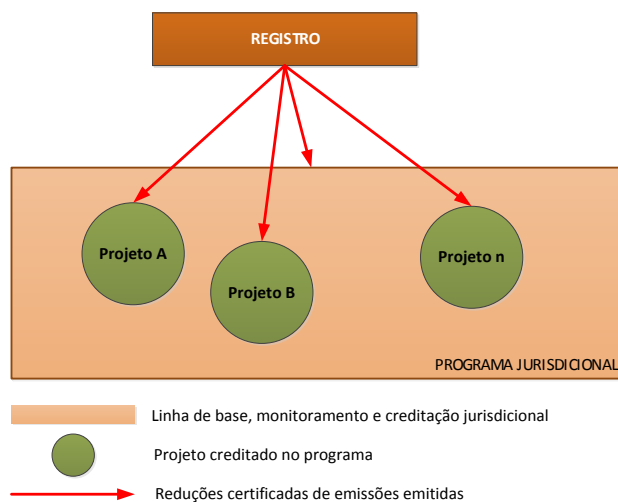 REGISTRO
Projeto A
Projeto B
Projeto n
PROGRAMA JURISDICIONAL
Linha de base, monitoramento e creditação jurisdicional
Projeto creditado no programa
Reduções certificadas de emissões emitidas